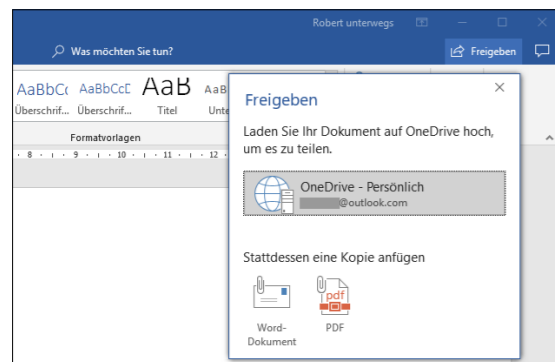 Robert unterwegs
Was möchten Sie tun?
Freigeben
AaBbCc AaBbCcE AaB AaB
Überschrif... Überschrif... Titel Unte
Formatvorlagen
8 9 10 11 12
Freigeben
Laden Sie Ihr Dokument auf OneDrive hoch,
um es zu teilen.
OneDrive - Persönlich
@outlook.com
Stattdessen eine Kopie anfügen
pdf
Word-
Dokument
PDF